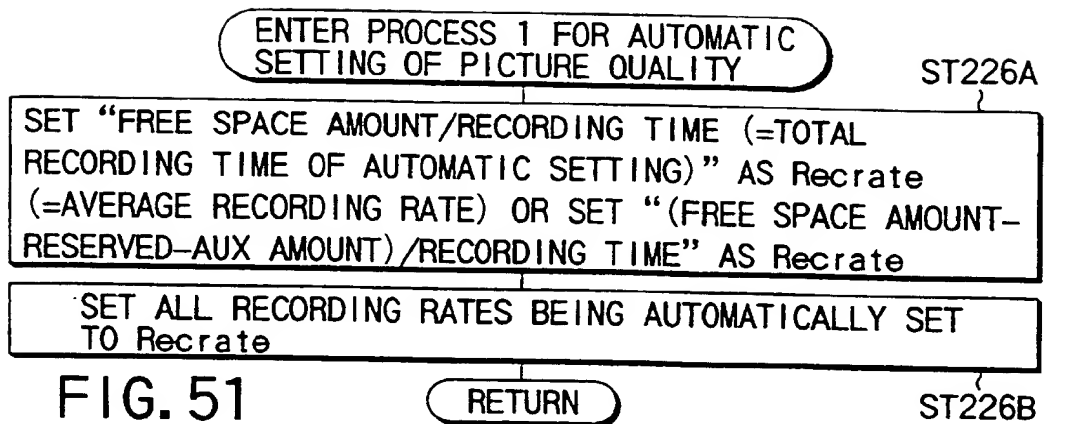 ENTER PROCESS 1 FOR AUTOMATIC
SETTING OF PICTURE QUALITY
ST226A
SET “FREE SPACE AMOUNT/RECORDING TIME (=TOTAL
RECORDING TIME OF AUTOMATIC SETTING)” AS Recrate
(=AVERAGE RECORDING RATE) OR SET “(FREE SPACE AMOUNT–
RESERVED–AUX AMOUNT)/RECORDING TIME” AS Recrate
SET ALL RECORDING RATES BEING AUTOMATICALLY SET
TO Recrate
FIG. 51
RETURN
ST226B